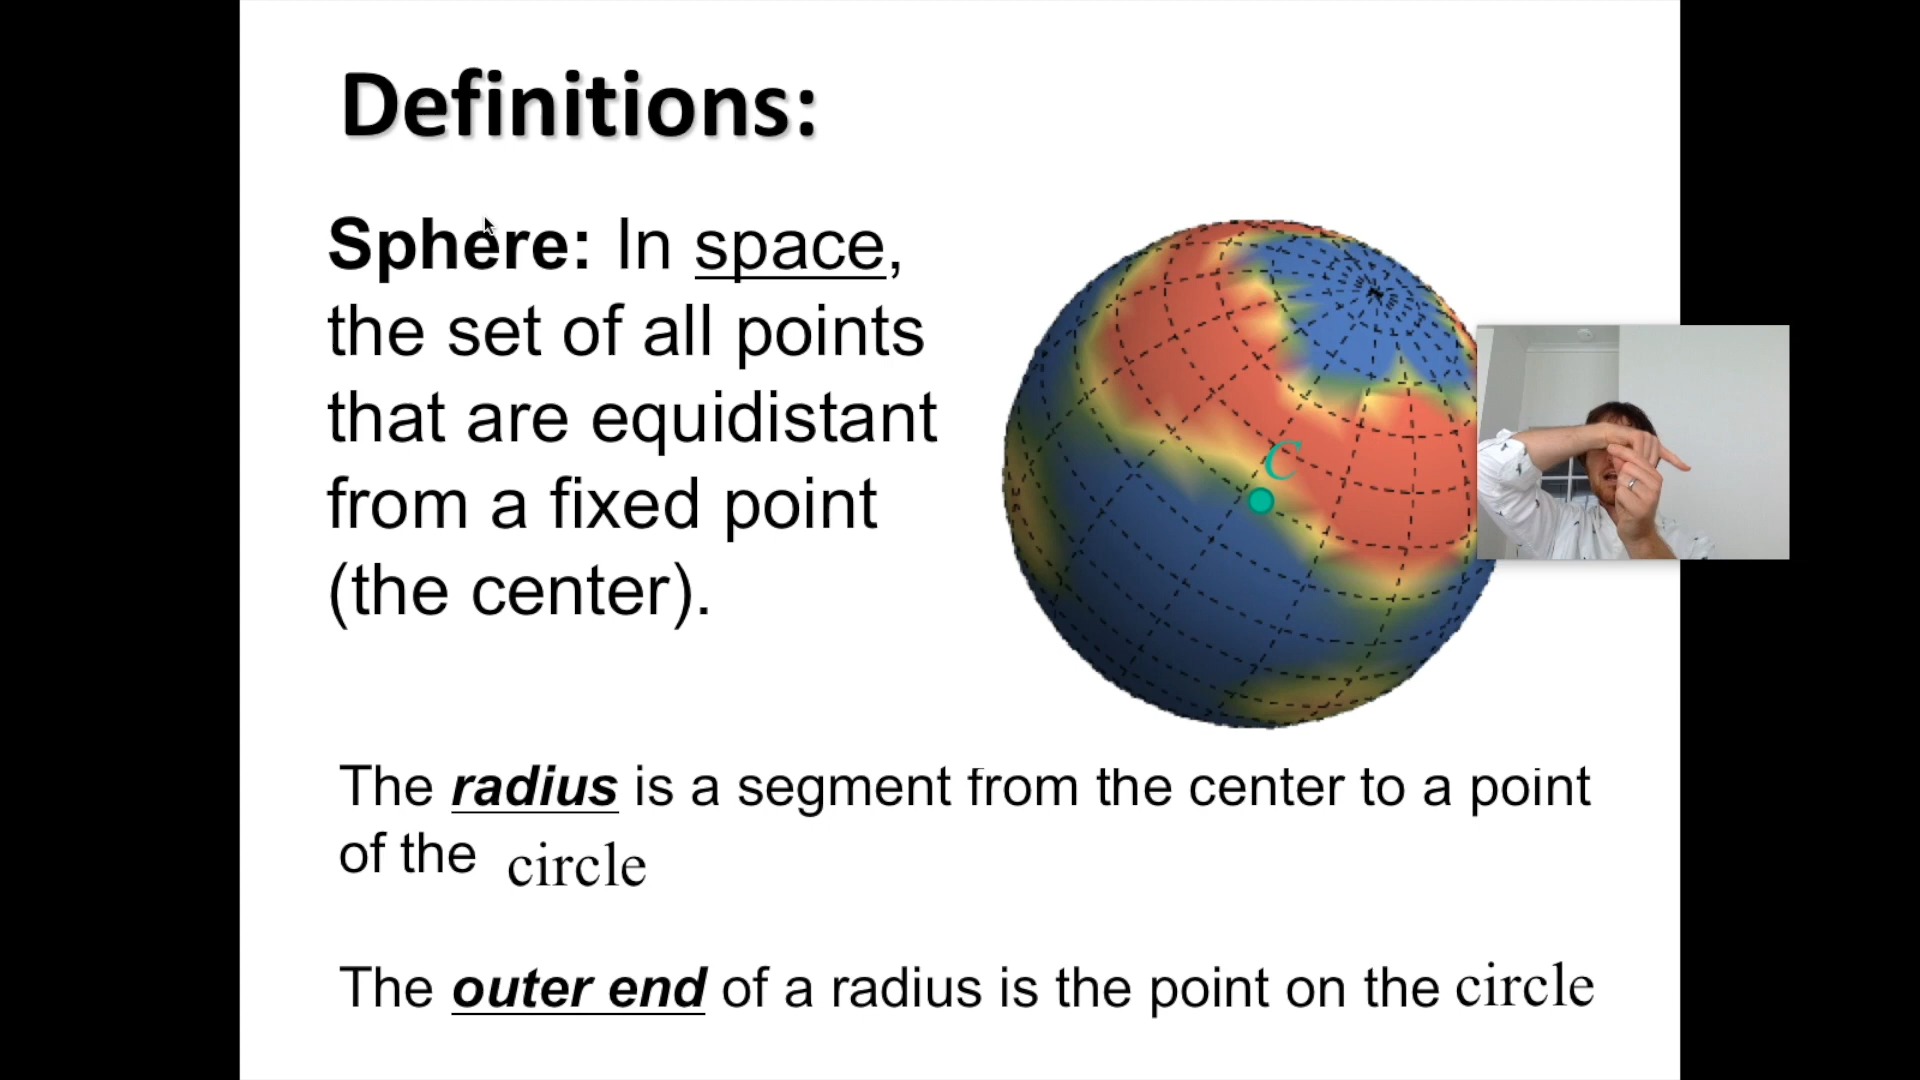 Definitions:
Sphere: In space,
the set of all points
that are equidistant
from a fixed point
(the center).
C
The radius is a segment from the center to a point
of the circle
The outer end of a radius is the point on the circle